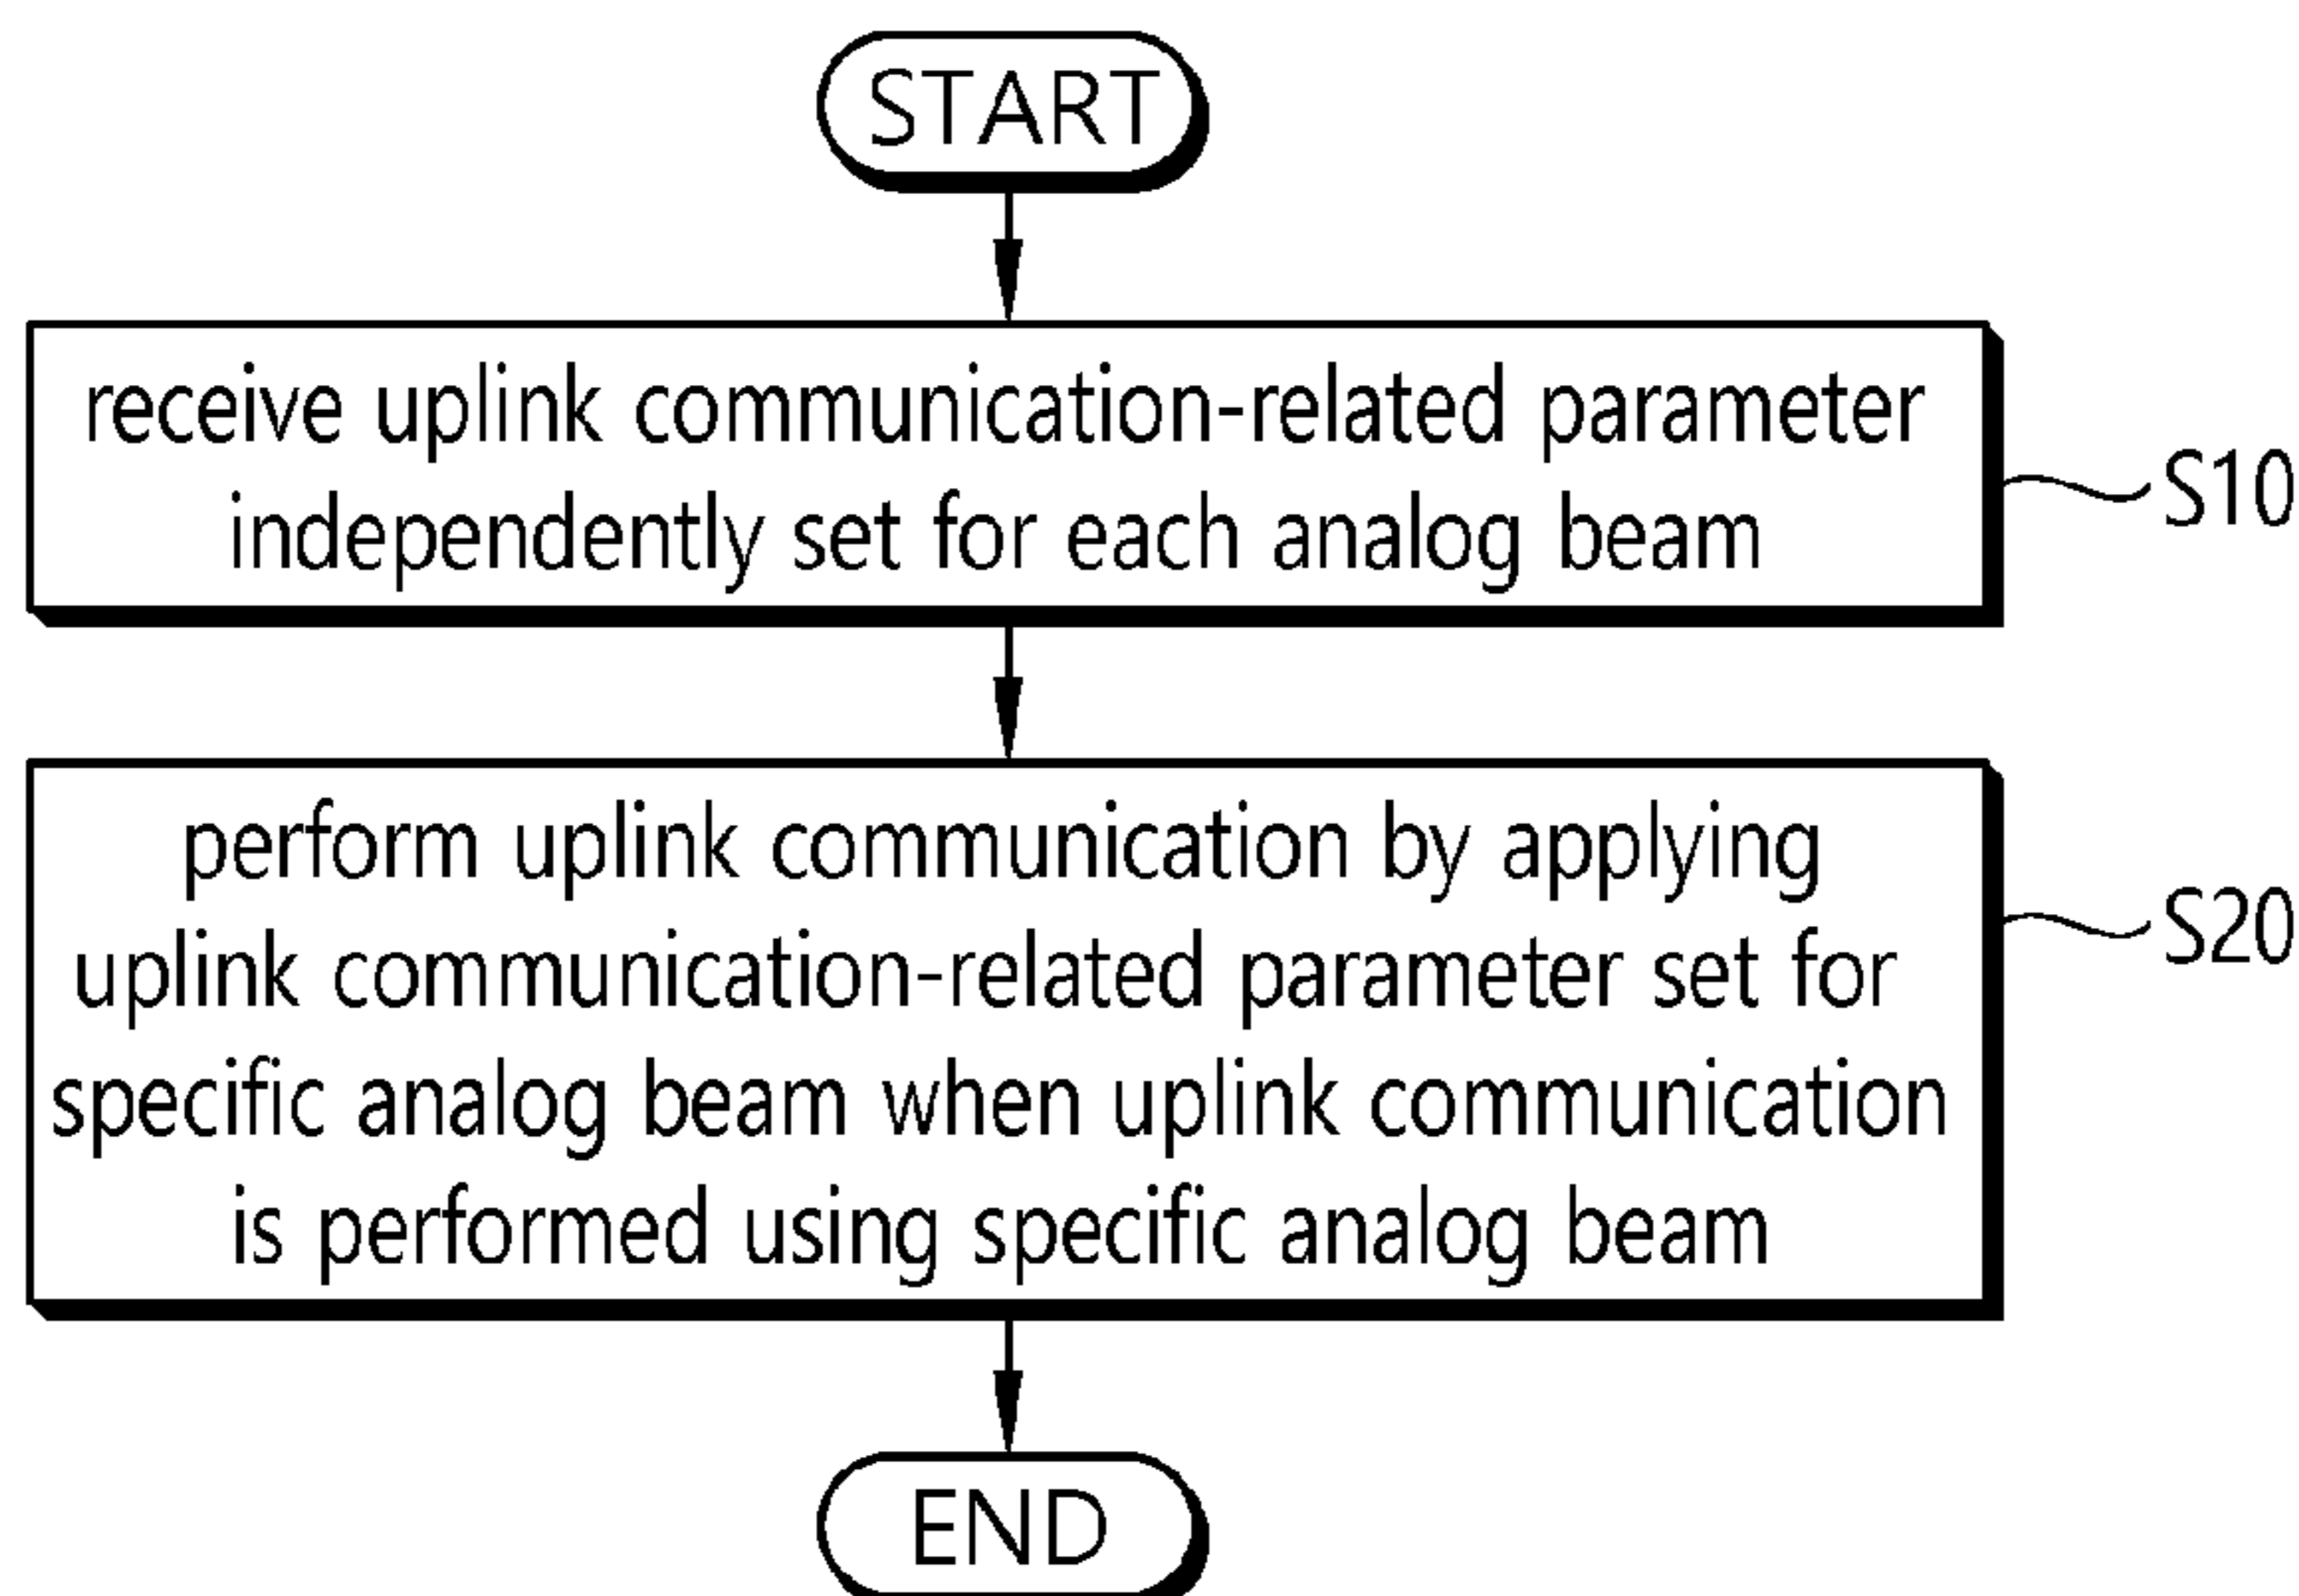 START
receive uplink communication-related parameter
independently set for each analog beam
S10
perform uplink communication by applying
uplink communication-related parameter set for
specific analog beam when uplink communication
is performed using specific analog beam
S20
END